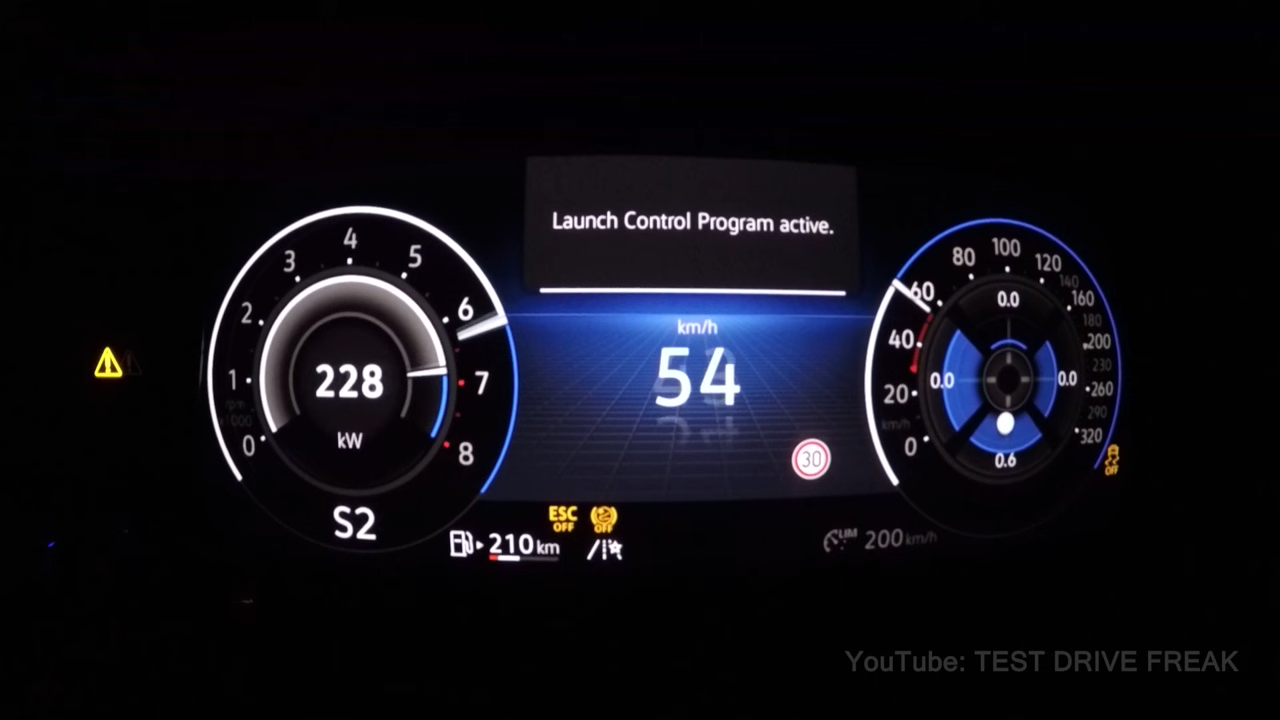 Launch Control Program active.
km/h
54
30
0
1
2
3
4
5
6
7
8
rpm
228
kW
S2
210 km
ESC
OFF
OFF
0
20
40
60
80
100
120
140
160
180
200
230
260
290
320
km/h
0.0
0.0
0.0
0.6
OFF
LIM
200 km/h
YouTube: TEST DRIVE FREAK